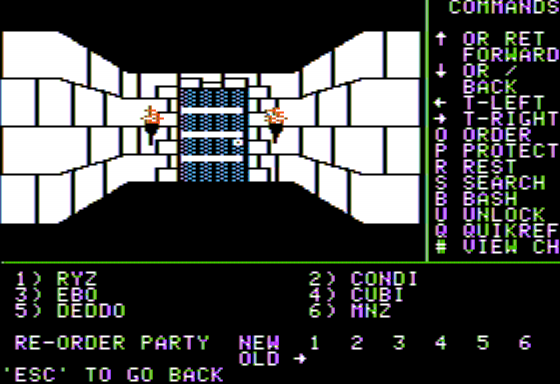 COMMANDS
↑ OR RET
FORWARD
↓ OR /
BACK
← T-LEFT
→ T-RIGHT
O ORDER
P PROTECT
R REST
S SEARCH
B BASH
U UNLOCK
Q QUIKREF
# VIEW CH
1) RYZ 2) CONDI
3) EBO 4) CUBI
5) DEDDO 6) MNZ
RE-ORDER PARTY NEW 1 2 3 4 5 6
OLD →
'ESC' TO GO BACK